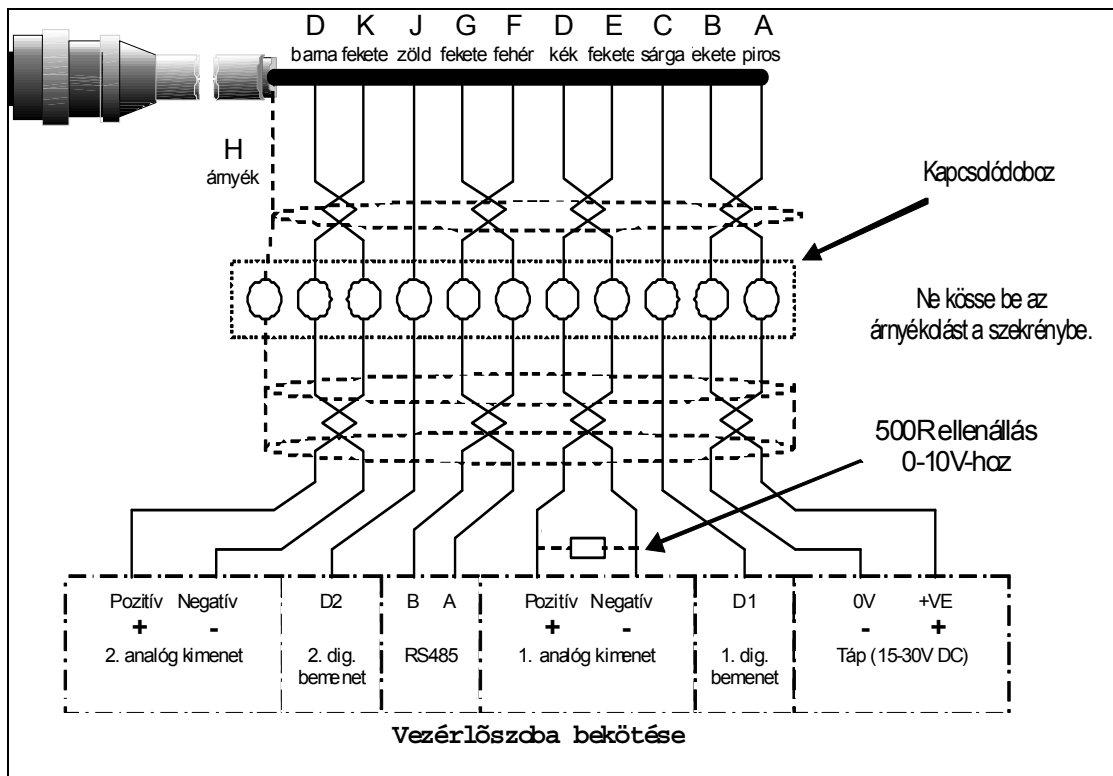 D K J G F D E C B A
barna fekete zöld fekete fehér kék fekete sárga ekete piros
H
árnyék
Kapcsolódoboz
Ne kösse be az
árnyékolást a szekrénybe.
500R ellenállás
0-10V-hoz
Pozitív Negatív D2 B A Pozitív Negatív D1 0V +VE
+ - + - - +
2. analóg kimenet 2. dig. RS485 1. analóg kimenet 1. dig. Táp (15-30V DC)
bemenet bemenet
Vezérlõszoba bekötése